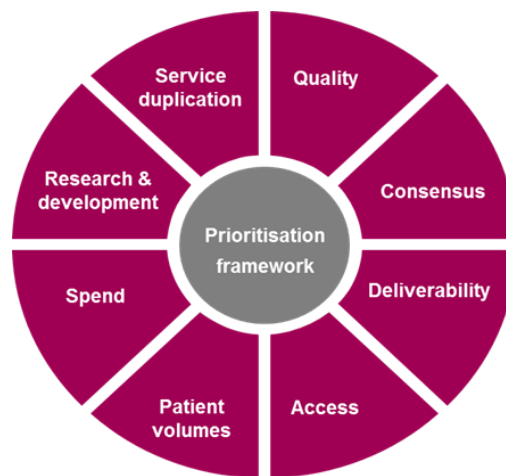 Service
duplication
Quality
Research &
development
Consensus
Prioritisation
framework
Spend
Deliverability
Patient
volumes
Access